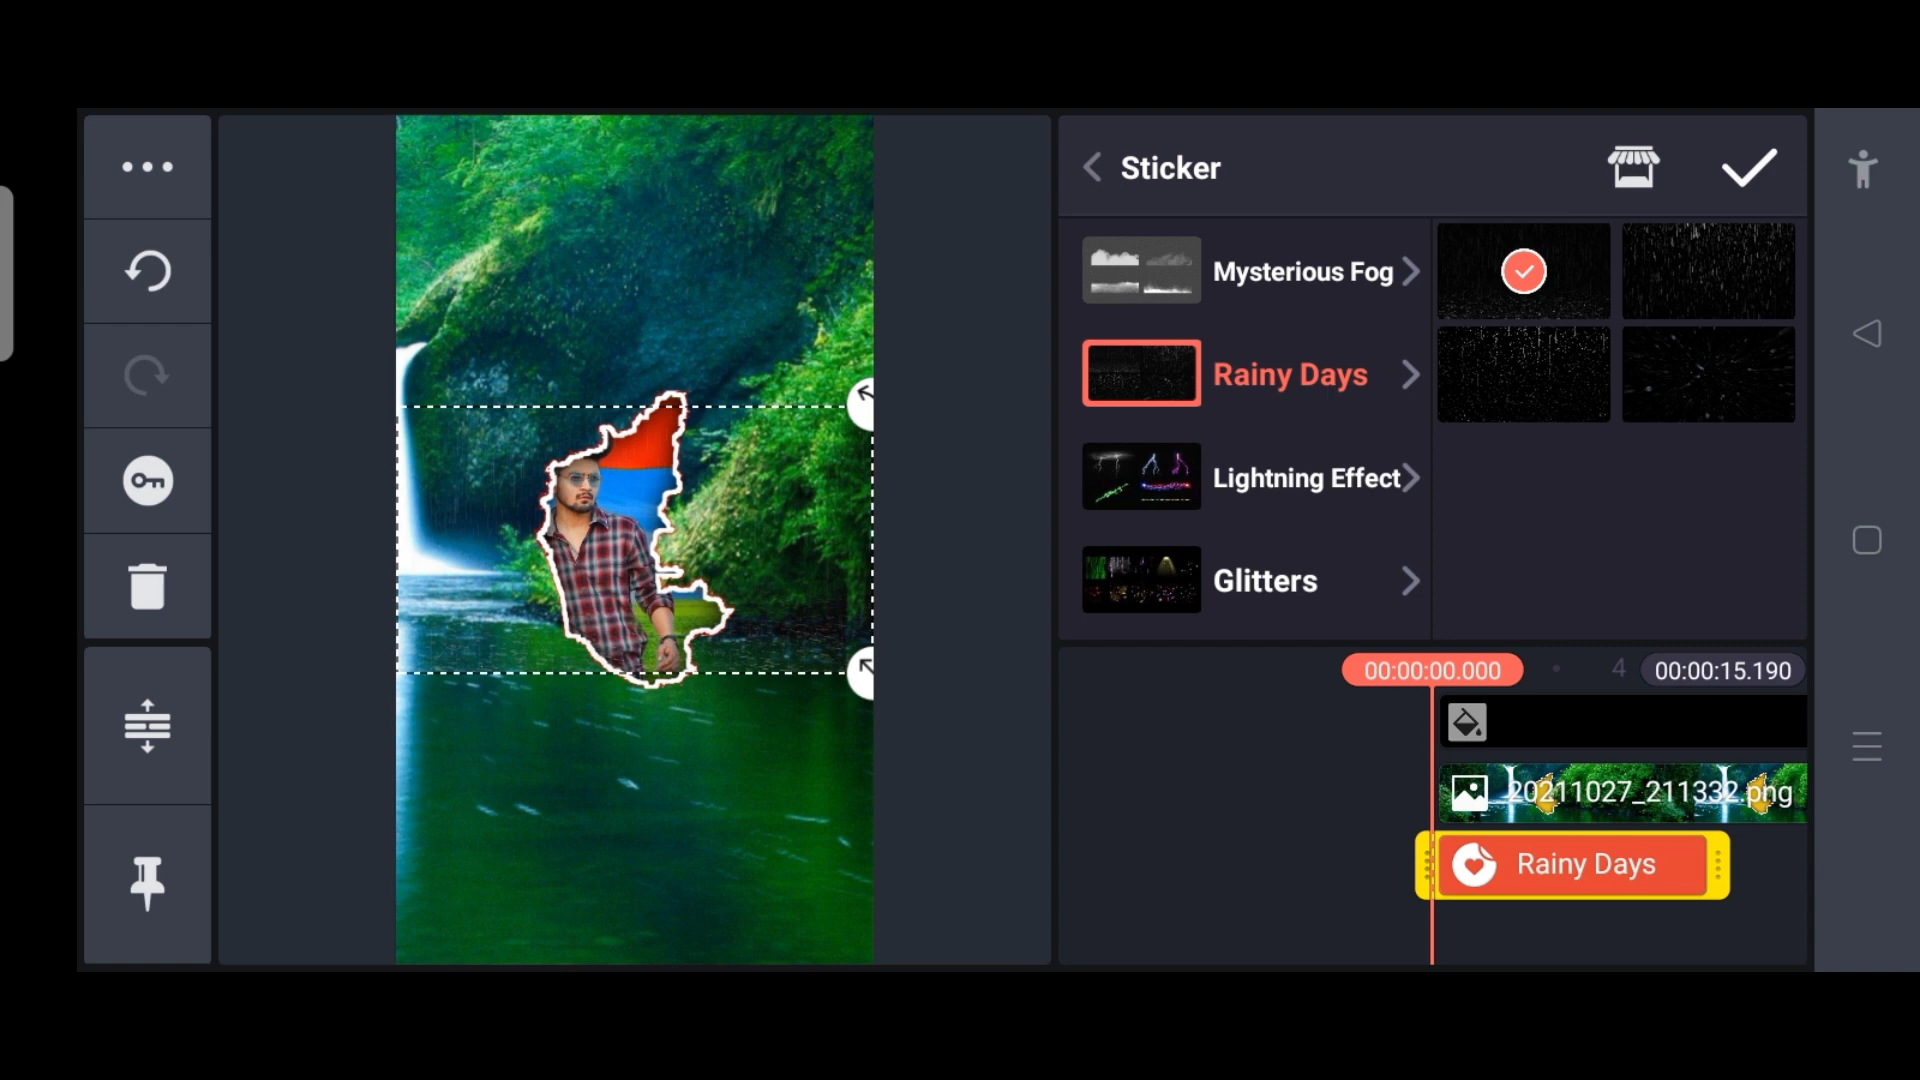 Sticker
Mysterious Fog
Rainy Days
Lightning Effect
Glitters
00:00:00.000
4
00:00:15.190
20211027_211332.png
Rainy Days